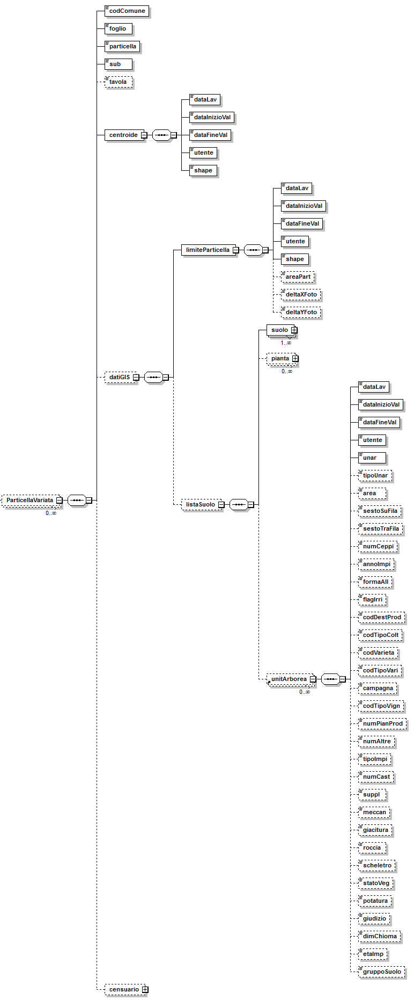 codComune
foglio
particella
sub
tavola
dataLav
dataInizioVal
centroide
dataFineVal
utente
shape
dataLav
dataInizioVal
dataFineVal
utente
limiteParticella
shape
areaPart
deltaXFoto
deltaYFoto
suolo
1..∞
pianta
0..∞
datiGIS
dataLav
dataInizioVal
dataFineVal
utente
unar
tipoUnar
area
ParticellaVariata
0..∞
listaSuolo
sestoSuFila
sestoTraFila
numCeppi
annoImpi
formaAll
flagIrri
codDestProd
codTipoColt
codVarieta
codTipoVari
unitArborea
0..∞
campagna
codTipoVign
numPianProd
numAltre
tipoImpi
numCast
suppl
meccan
giacitura
roccia
scheletro
statoVeg
potatura
giudizio
dimChioma
etaImp
gruppoSuolo
censuario